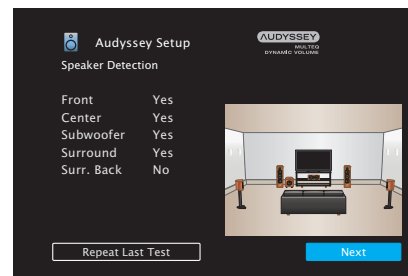 Audyssey Setup
AUDYSSEY
MULTEQ
DYNAMIC VOLUME
Speaker Detection
Front Yes
Center Yes
Subwoofer Yes
Surround Yes
Surr. Back No
Repeat Last Test
Next